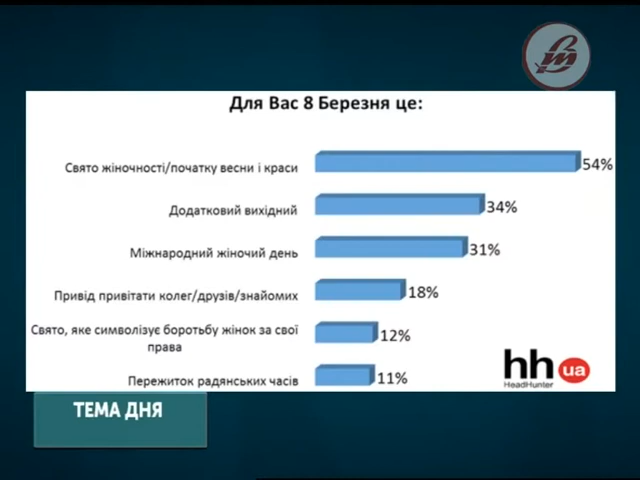 Для Вас 8 Березня це:
Свято жіночності/початку весни і краси
54%
Додатковий вихідний
34%
Міжнародний жіночий день
31%
Привід привітати колег/друзів/знайомих
18%
Свято, яке символізує боротьбу жінок за свої
права
12%
Пережиток радянських часів
11%
hh ua
HeadHunter
ТЕМА ДНЯ